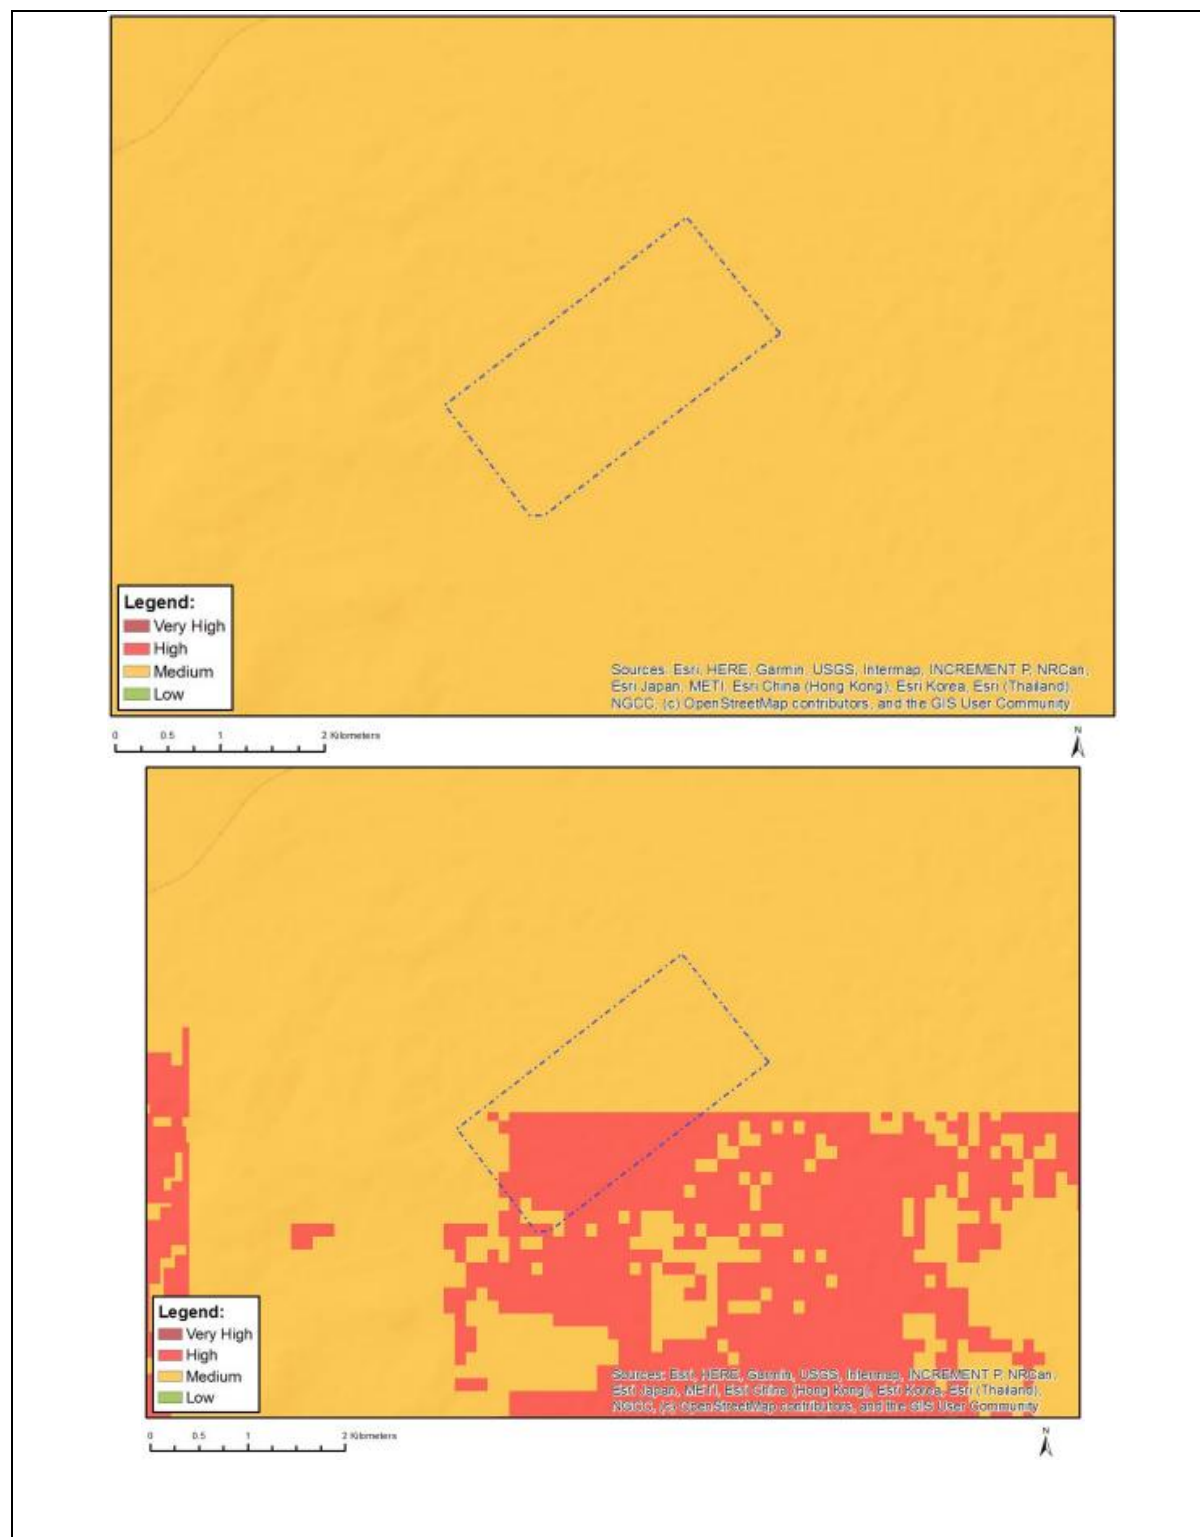 Legend:
Very High
High
Medium
Low
Sources: Esri, HERE, Garmin, USGS, Intermap, INCREMENT P, NRCan,
Esri Japan, METI, Esri China (Hong Kong), Esri Korea, Esri (Thailand),
NGCC, (c) OpenStreetMap contributors, and the GIS User Community
0 0.5 1 2 Kilometers
N
Legend:
Very High
High
Medium
Low
Sources: Esri, HERE, Garmin, USGS, Intermap, INCREMENT P, NRCan,
Esri Japan, METI, Esri China (Hong Kong), Esri Korea, Esri (Thailand),
NGCC, (c) OpenStreetMap contributors, and the GIS User Community
0 0.5 1 2 Kilometers
N